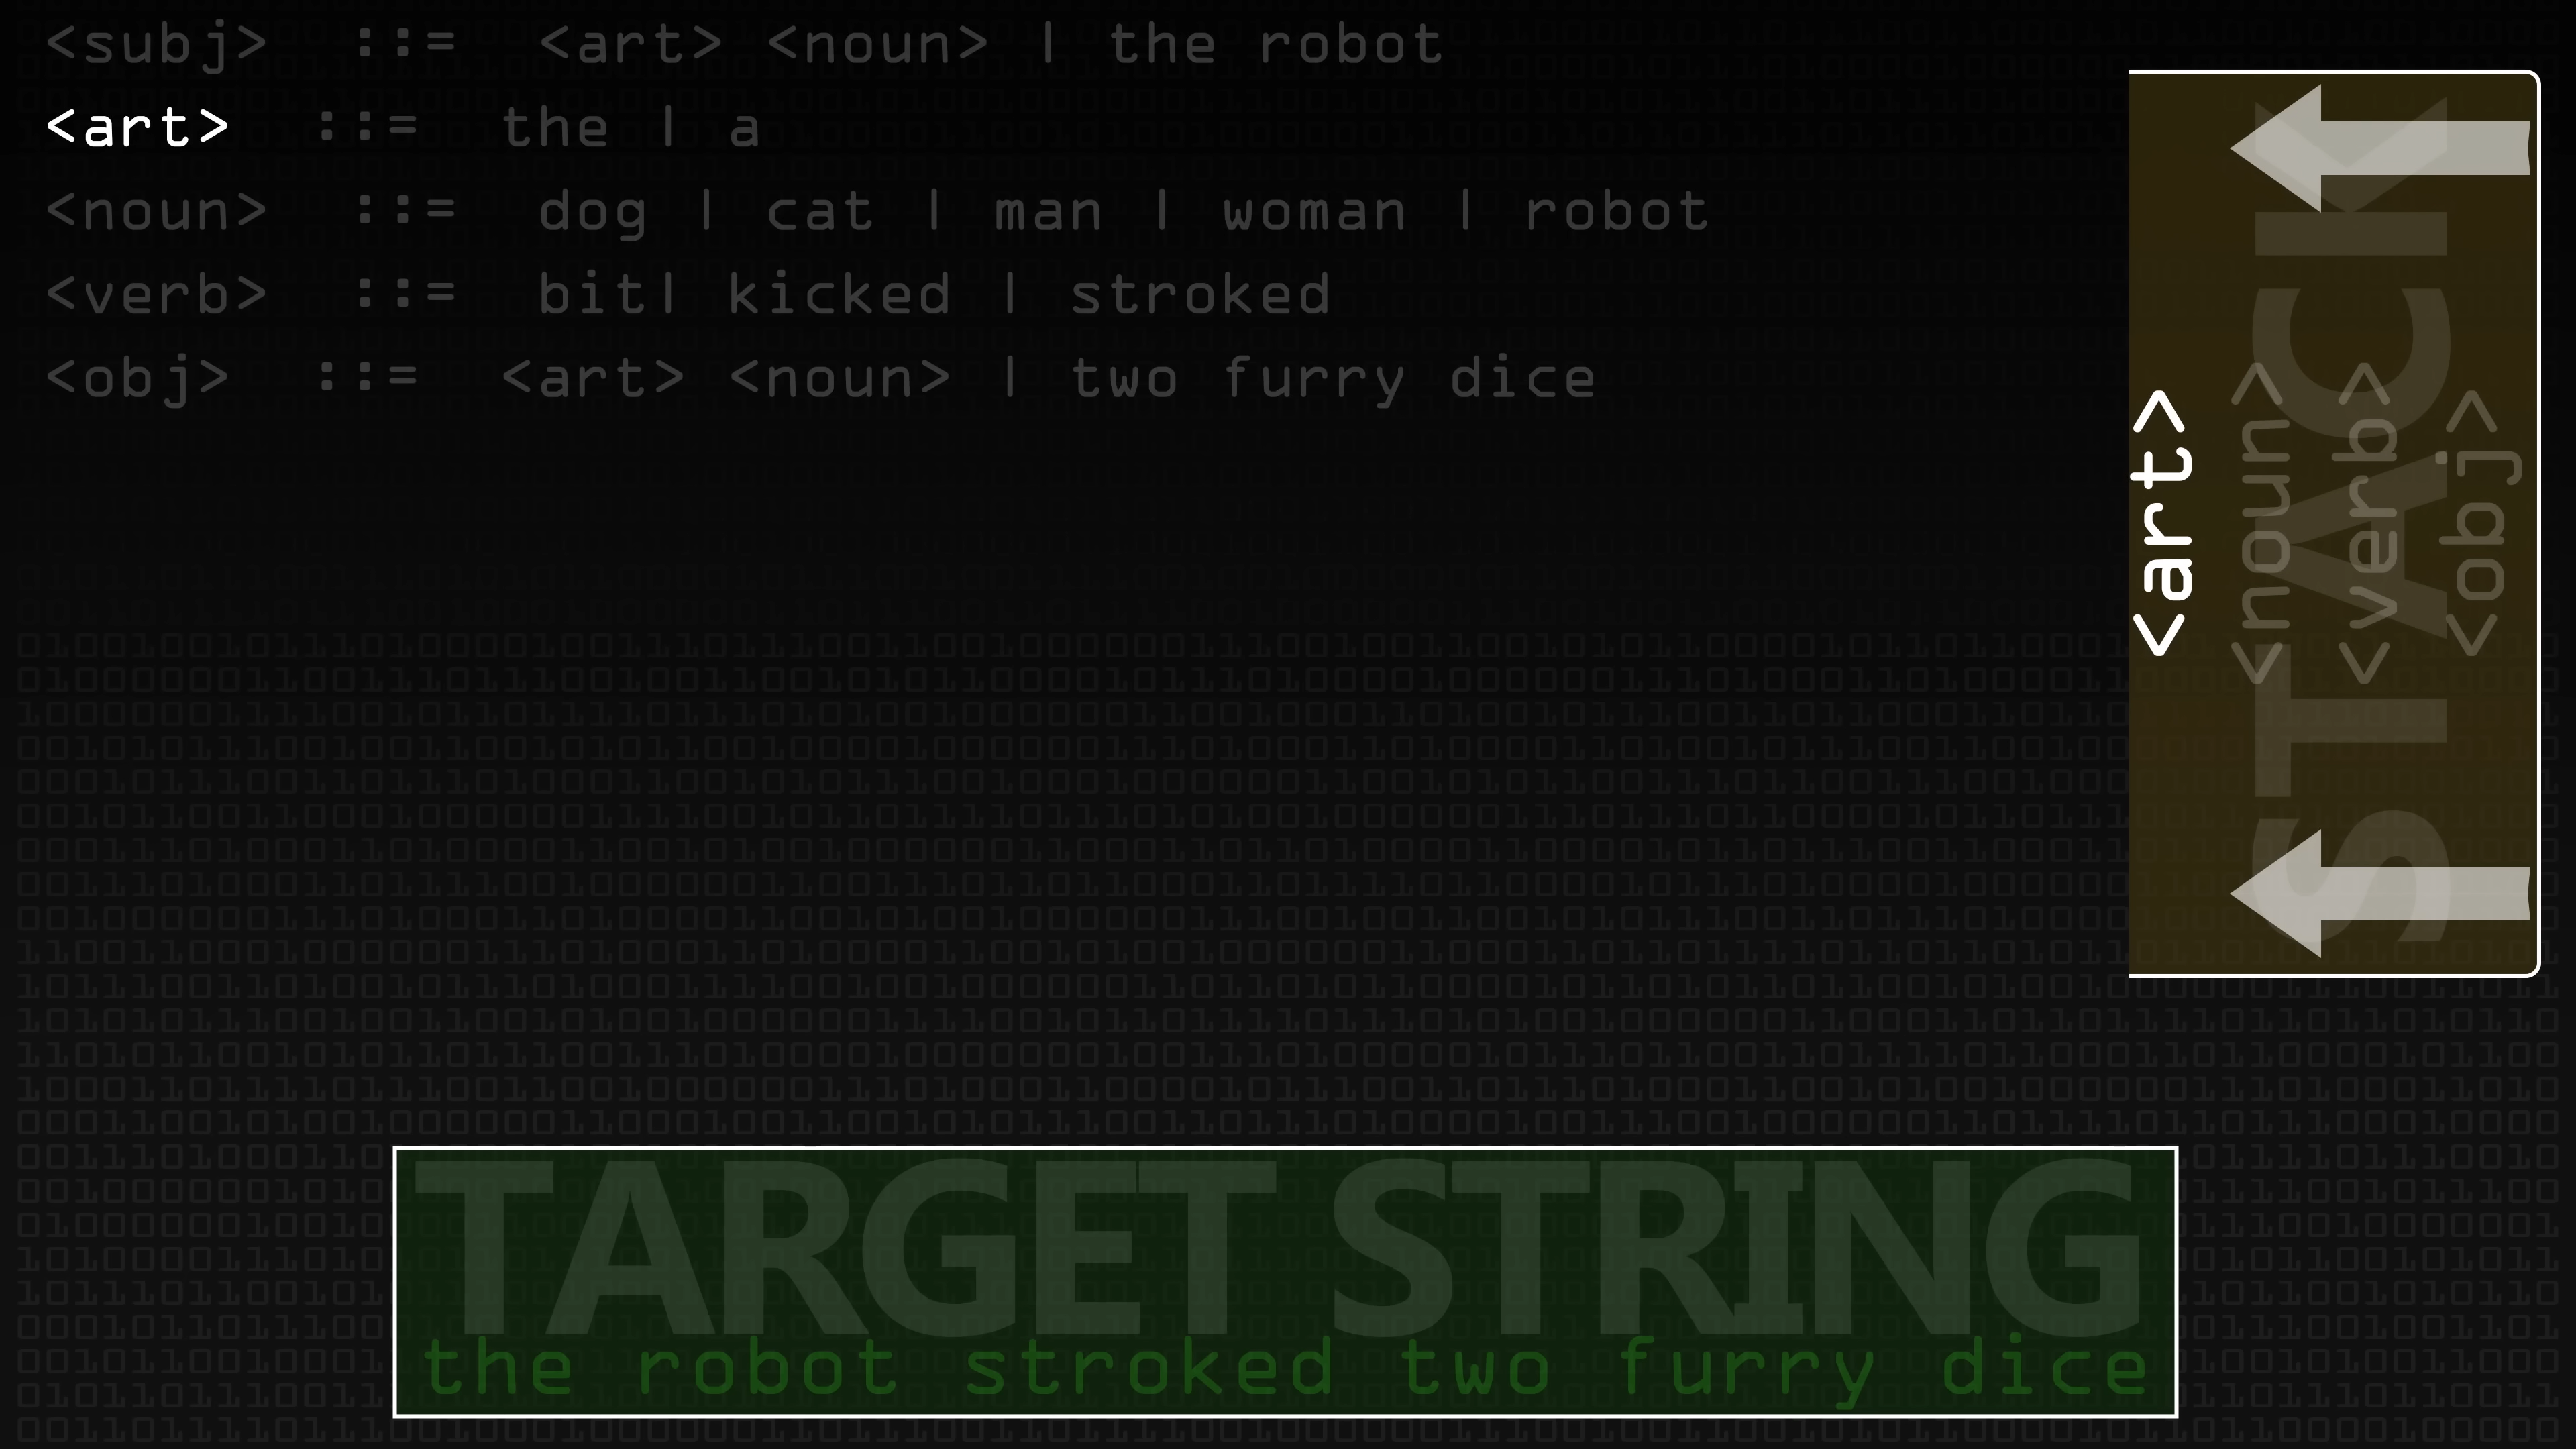 <subj> ::= <art> <noun> | the robot
<art> ::= the | a
<noun> ::= dog | cat | man | woman | robot
<verb> ::= bit| kicked | stroked
<obj> ::= <art> <noun> | two furry dice
STACK
<art>
<noun>
<verb>
<obj>
TARGET STRING
the robot stroked two furry dice